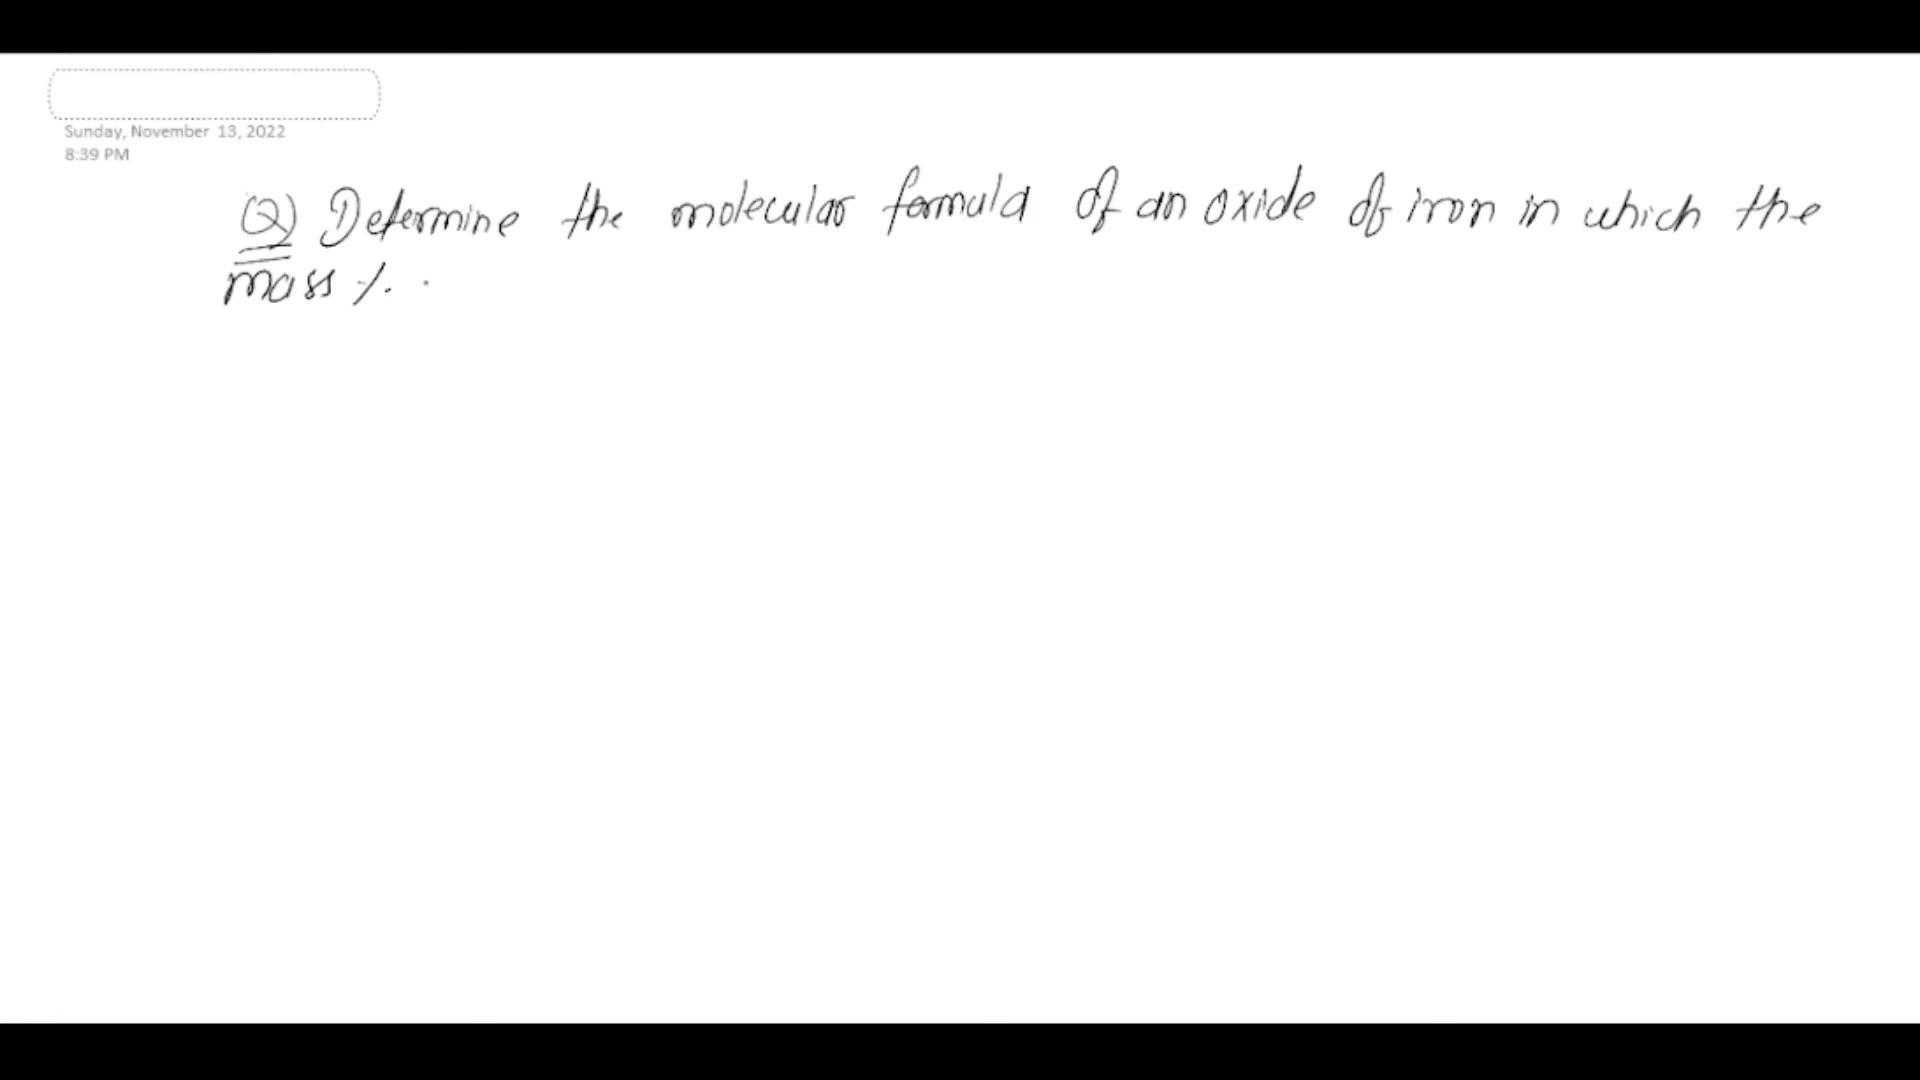 Sunday, November 13, 2022
8:39 PM
Q) Determine the molecular formula of an oxide of iron in which the
mass %.